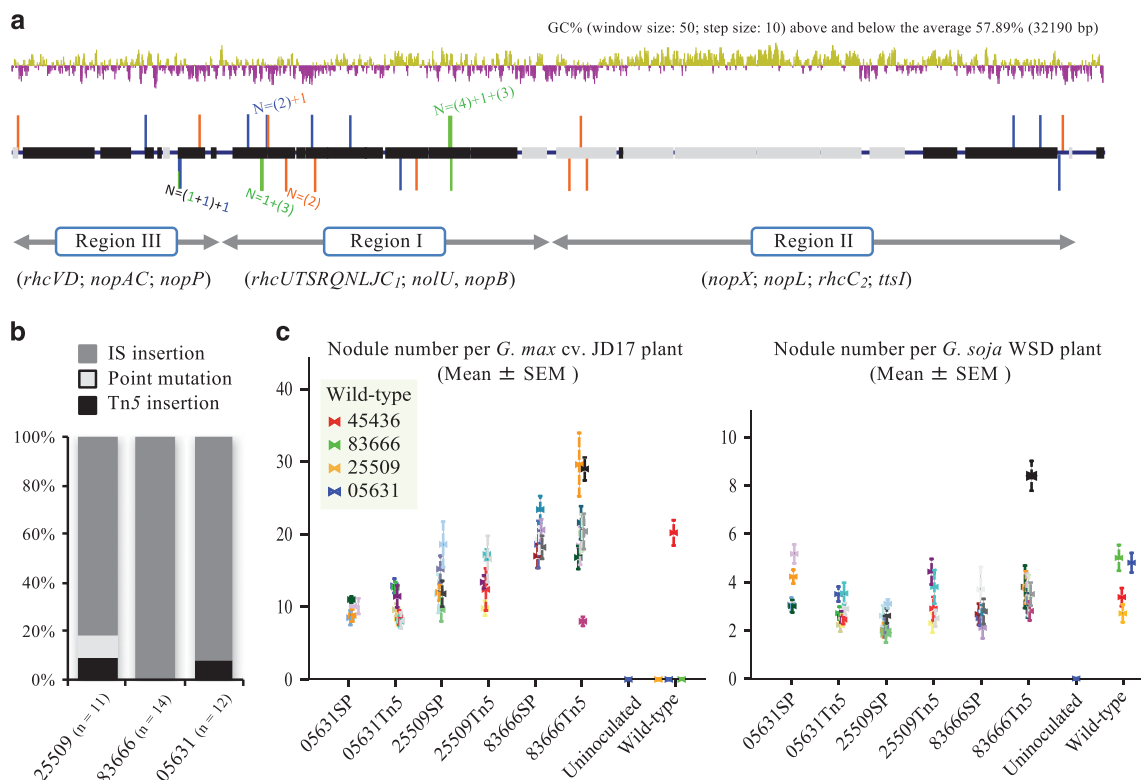 a
GC% (window size: 50; step size: 10) above and below the average 57.89% (32190 bp)
N=(2)+1
N=(4)+1+(3)
N=(1+1)+1
N=1+(3)
N=(2)
Region III
Region I
Region II
(rhcVD; nopAC; nopP)
(rhcUTSRQNLJC₁; nolU, nopB)
(nopX; nopL; rhcC₂; ttsI)
b
IS insertion
Point mutation
Tn5 insertion
100%
80%
60%
40%
20%
0%
25509 (n = 11)
83666 (n = 14)
05631 (n = 12)
c
Nodule number per G. max cv. JD17 plant
(Mean ± SEM )
Wild-type
45436
83666
25509
05631
40
30
20
10
0
05631SP
05631Tn5
25509SP
25509Tn5
83666SP
83666Tn5
Uninoculated
Wild-type
Nodule number per G. soja WSD plant
(Mean ± SEM )
10
8
6
4
2
0
05631SP
05631Tn5
25509SP
25509Tn5
83666SP
83666Tn5
Uninoculated
Wild-type